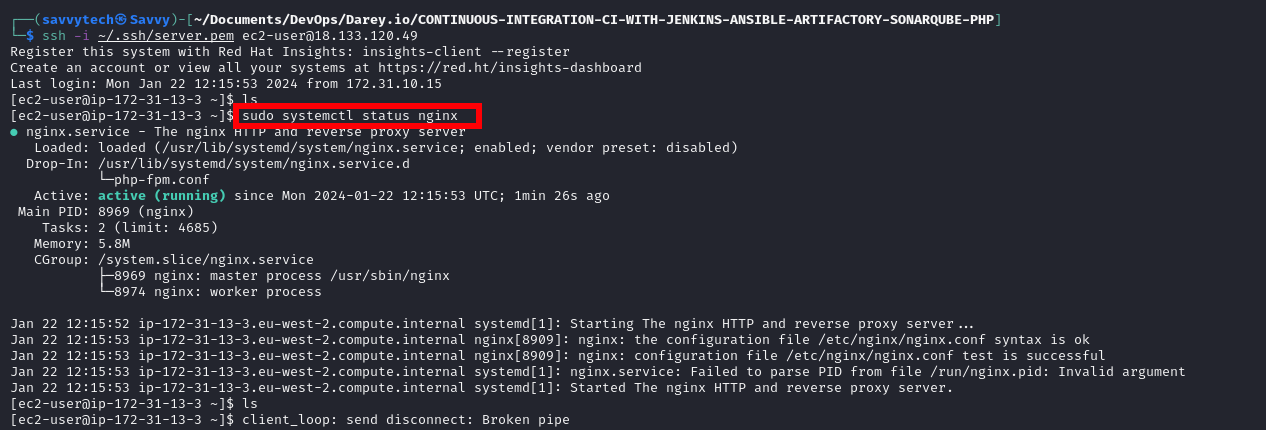 ┌──(savvytech㉿Savvy)-[~/Documents/DevOps/Darey.io/CONTINUOUS-INTEGRATION-CI-WITH-JENKINS-ANSIBLE-ARTIFACTORY-SONARQUBE-PHP]
└─$ ssh -i ~/.ssh/server.pem ec2-user@18.133.120.49
Register this system with Red Hat Insights: insights-client --register
Create an account or view all your systems at https://red.ht/insights-dashboard
Last login: Mon Jan 22 12:15:53 2024 from 172.31.10.15
[ec2-user@ip-172-31-13-3 ~]$ ls
[ec2-user@ip-172-31-13-3 ~]$ sudo systemctl status nginx
● nginx.service - The nginx HTTP and reverse proxy server
   Loaded: loaded (/usr/lib/systemd/system/nginx.service; enabled; vendor preset: disabled)
  Drop-In: /usr/lib/systemd/system/nginx.service.d
           └─php-fpm.conf
   Active: active (running) since Mon 2024-01-22 12:15:53 UTC; 1min 26s ago
 Main PID: 8969 (nginx)
    Tasks: 2 (limit: 4685)
   Memory: 5.8M
   CGroup: /system.slice/nginx.service
           ├─8969 nginx: master process /usr/sbin/nginx
           └─8974 nginx: worker process
Jan 22 12:15:52 ip-172-31-13-3.eu-west-2.compute.internal systemd[1]: Starting The nginx HTTP and reverse proxy server...
Jan 22 12:15:53 ip-172-31-13-3.eu-west-2.compute.internal nginx[8909]: nginx: the configuration file /etc/nginx/nginx.conf syntax is ok
Jan 22 12:15:53 ip-172-31-13-3.eu-west-2.compute.internal nginx[8909]: nginx: configuration file /etc/nginx/nginx.conf test is successful
Jan 22 12:15:53 ip-172-31-13-3.eu-west-2.compute.internal systemd[1]: nginx.service: Failed to parse PID from file /run/nginx.pid: Invalid argument
Jan 22 12:15:53 ip-172-31-13-3.eu-west-2.compute.internal systemd[1]: Started The nginx HTTP and reverse proxy server.
[ec2-user@ip-172-31-13-3 ~]$ ls
[ec2-user@ip-172-31-13-3 ~]$ client_loop: send disconnect: Broken pipe